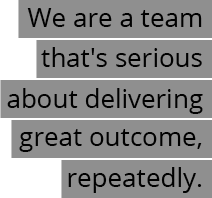 We are a team
that's serious
about delivering
great outcome,
repeatedly.